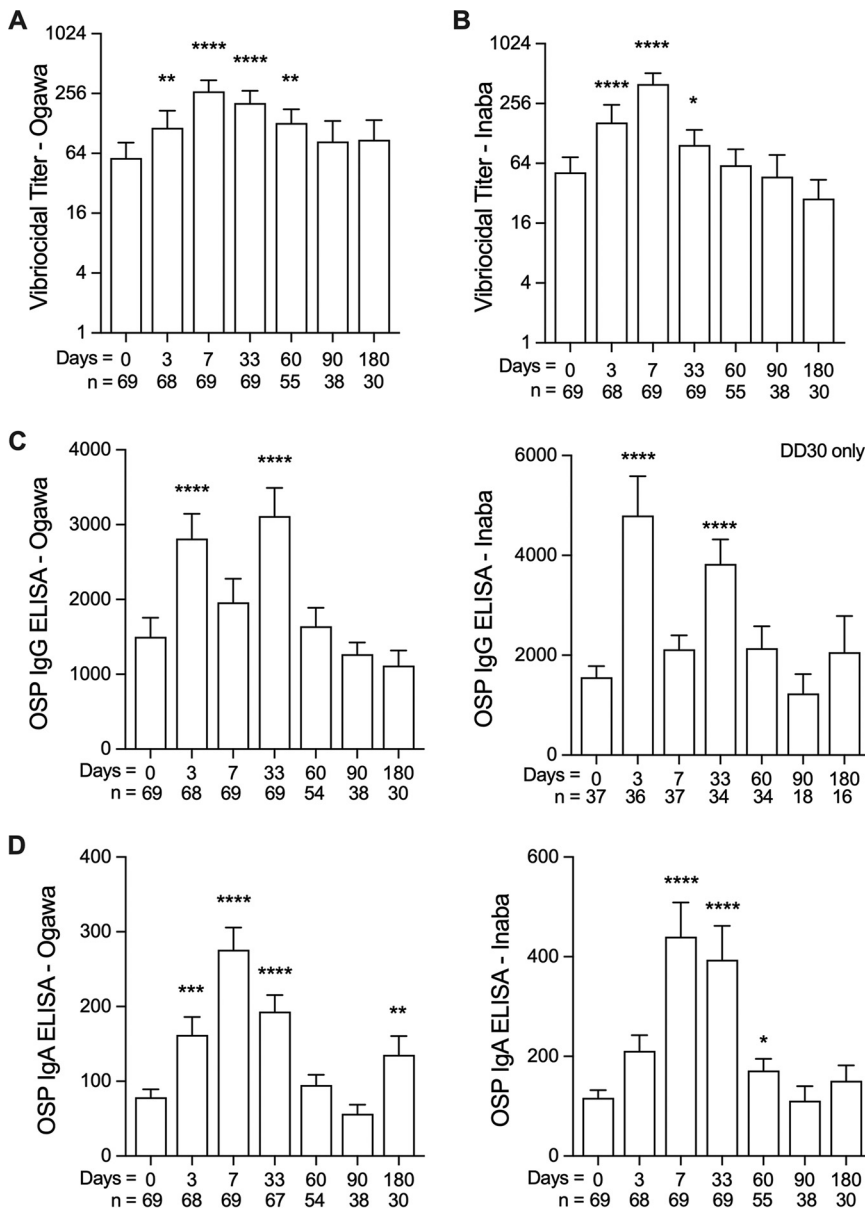 A
Vibriocidal Titer - Ogawa
1024
256
64
16
4
1
** **** **** **
Days = 0 3 7 33 60 90 180
n = 69 68 69 69 55 38 30
B
Vibriocidal Titer - Inaba
1024
256
64
16
4
1
**** **** *
Days = 0 3 7 33 60 90 180
n = 69 68 69 69 55 38 30
C
OSP IgG ELISA - Ogawa
4000
3000
2000
1000
0
**** ****
Days = 0 3 7 33 60 90 180
n = 69 68 69 69 54 38 30
DD30 only
OSP IgG ELISA - Inaba
6000
4000
2000
0
**** ****
Days = 0 3 7 33 60 90 180
n = 37 36 37 34 34 18 16
D
OSP IgA ELISA - Ogawa
400
300
200
100
0
*** **** **** **
Days = 0 3 7 33 60 90 180
n = 69 68 69 67 54 38 30
OSP IgA ELISA - Inaba
600
400
200
0
**** **** *
Days = 0 3 7 33 60 90 180
n = 69 68 69 69 55 38 30